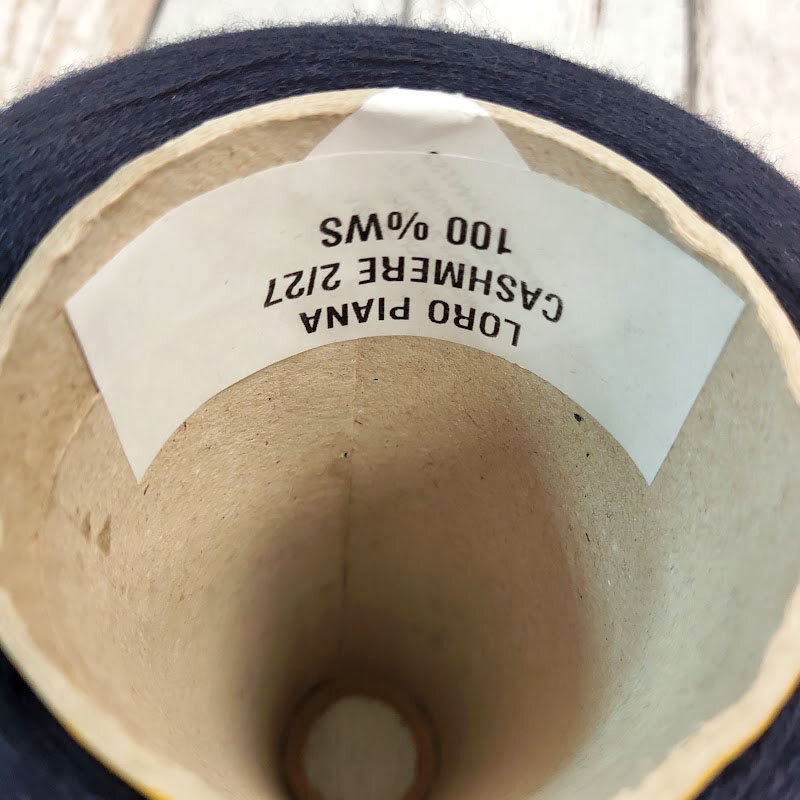 LORO PIANA
CASHMERE 2/27
100 %WS